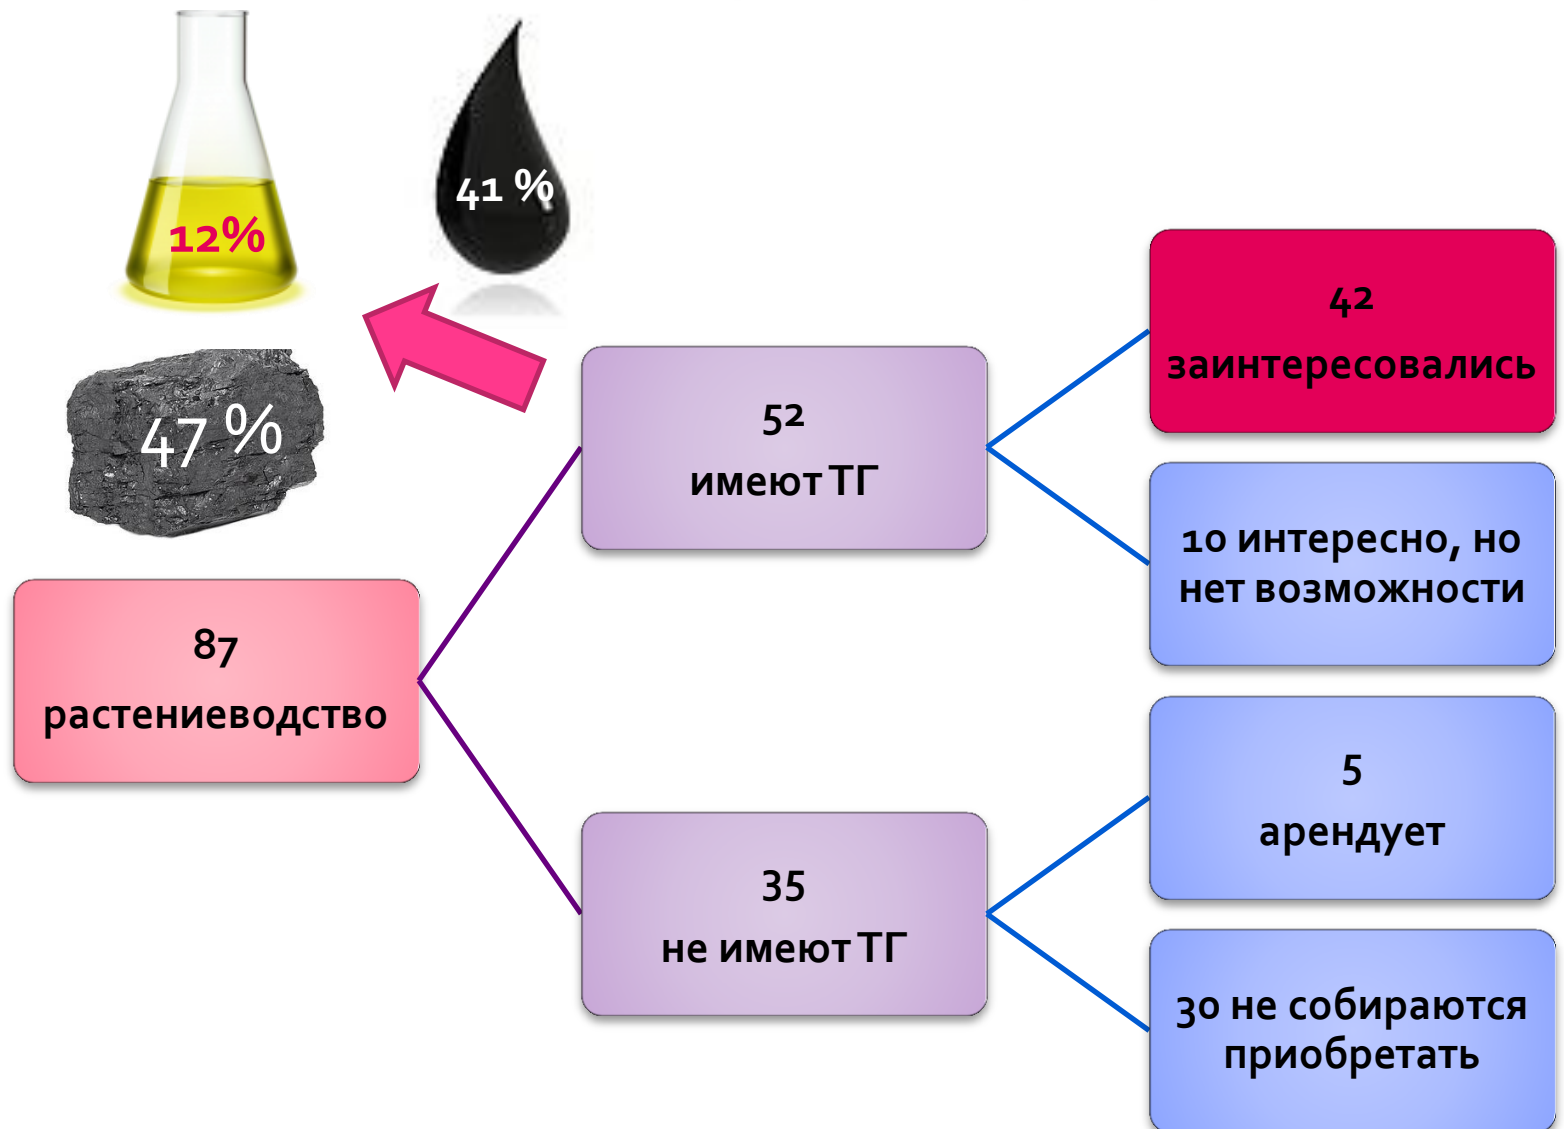 12%
41 %
47 %
87
растениеводство
52
имеют ТГ
35
не имеют ТГ
42
заинтересовались
10 интересно, но
нет возможности
5
арендует
30 не собираются
приобретать